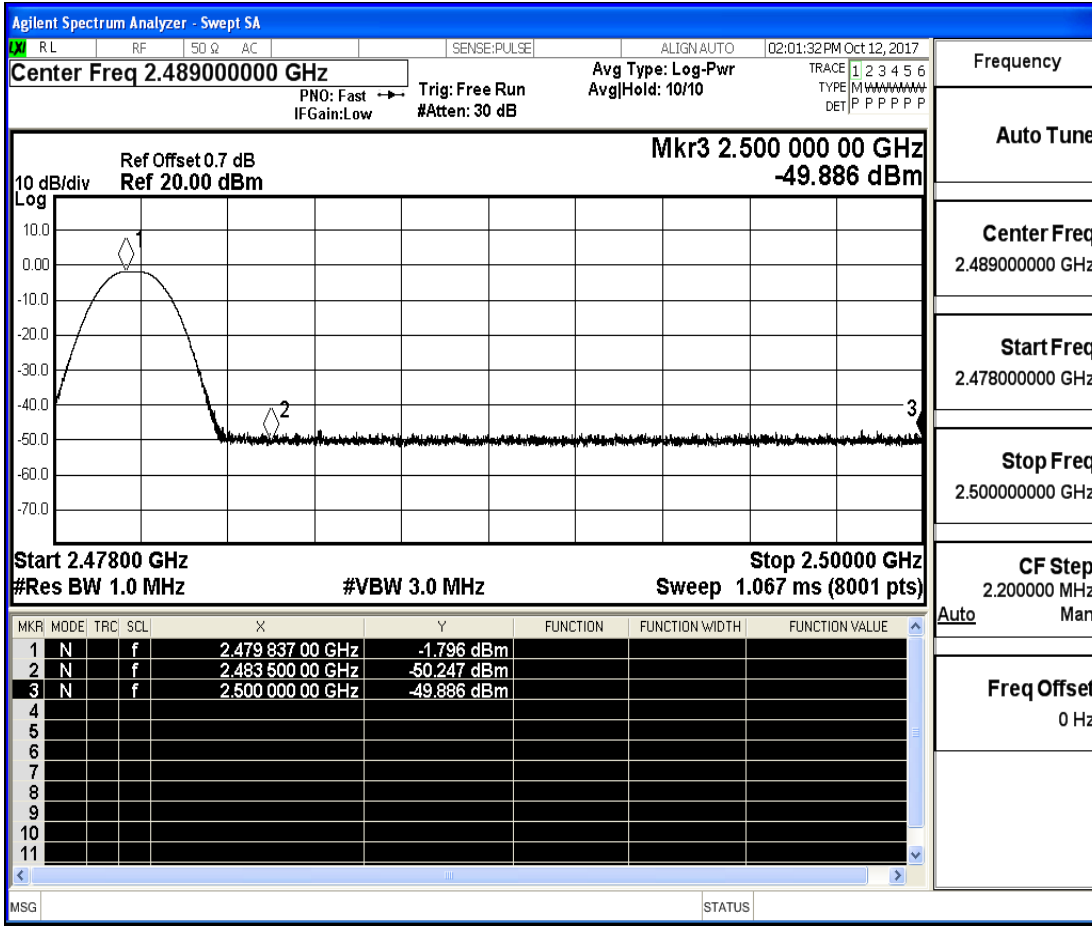 Agilent Spectrum Analyzer - Swept SA
LXI RL RF 50 Ω AC SENSE:PULSE ALIGN AUTO 02:01:32 PM Oct 12, 2017
Center Freq 2.489000000 GHz
PNO: Fast
IFGain:Low
Trig: Free Run
#Atten: 30 dB
Avg Type: Log-Pwr
Avg|Hold: 10/10
TRACE 1 2 3 4 5 6
TYPE M WWWWW
DET P P P P P P
Ref Offset 0.7 dB
10 dB/div Ref 20.00 dBm
Log
Mkr3 2.500 000 00 GHz
-49.886 dBm
10.0
0.00
-10.0
-20.0
-30.0
-40.0
-50.0
-60.0
-70.0
1
2
3
Start 2.47800 GHz Stop 2.50000 GHz
#Res BW 1.0 MHz #VBW 3.0 MHz Sweep 1.067 ms (8001 pts)
MKR MODE TRC SCL X Y FUNCTION FUNCTION WIDTH FUNCTION VALUE
1 N f 2.479 837 00 GHz -1.796 dBm
2 N f 2.483 500 00 GHz -50.247 dBm
3 N f 2.500 000 00 GHz -49.886 dBm
4
5
6
7
8
9
10
11
MSG STATUS
Frequency
Auto Tune
Center Freq
2.489000000 GHz
Start Freq
2.478000000 GHz
Stop Freq
2.500000000 GHz
CF Step
2.200000 MHz
Auto Man
Freq Offset
0 Hz